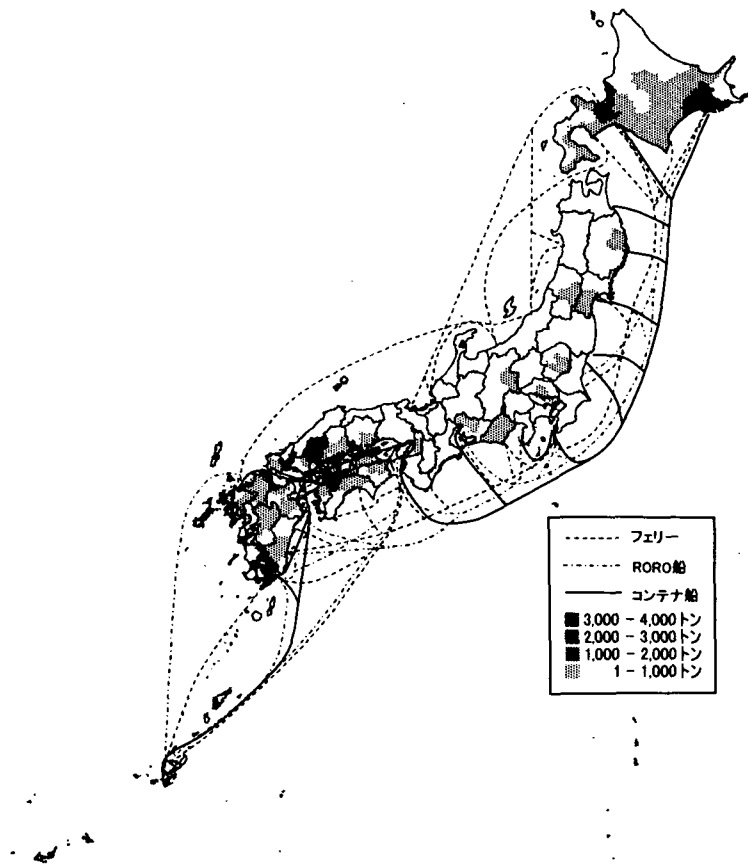 フェリー
RORO船
コンテナ船
3,000 - 4,000トン
2,000 - 3,000トン
1,000 - 2,000トン
1 - 1,000トン